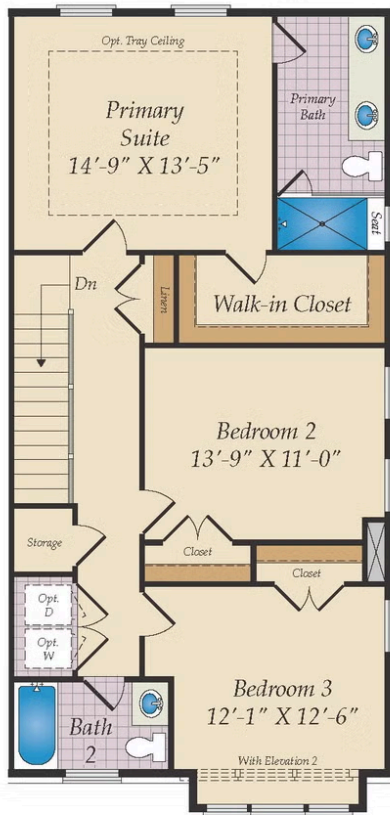 Opt. Tray Ceiling
Primary
Suite
14'-9" X 13'-5"
Primary
Bath
Seat
Dn
Linen
Walk-in Closet
Bedroom 2
13'-9" X 11'-0"
Storage
Closet
Closet
Opt.
D
Opt.
W
Bedroom 3
12'-1" X 12'-6"
Bath
2
With Elevation 2